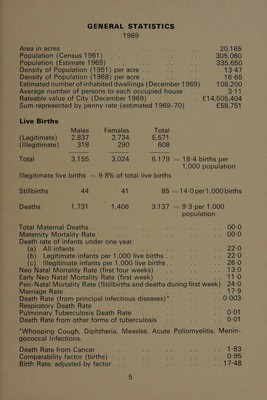 GENERAL STATISTICS
1969
Area in acres .. .. .. .. .. 20,165
Population (Census 1961) .. .. .. .. 305,060
Population (Estimate 1969) .. .. .. .. 335,650
Density of Population (1951) per acre .. .. .. 13·47
Density of Population (1968) per acre .. .. .. 16·65
Estimated number of inhabited dwellings (December 1969) 108,200
Average number of persons to each occupied house .. 3·11
Rateable value of City (December 1969) .. £14,505,404
Sum represented by penny rate (estimated 1969-70) £58,751
Live Births
Males Females Total
(Legitimate) 2,837 2,734 5,571
(Illegitimate) 318 290 608
Total 3,155 3,024 6,179 = 18·4 births per
1,000 population
Illegitimate live births = 9·8% of total live births
Stillbirths 44 41 85 = 14·0 per 1,000 births
Deaths 1,731 1,406 3,137 = 9·3 per 1,000
population
Total Maternal Deaths .. .. .. .. 00·0
Maternity Mortality Rate .. .. .. .. 00·0
Death rate of infants under one year:
(a) All infants .. .. .. .. 22·0
(b) Legitimate infants per 1,000 live births .. .. 22·0
(c) Illegitimate infants per 1,000 live births .. .. 26·0
Neo Natal Mortality Rate (first four weeks) .. .. 13·0
Early Neo Natal Mortality Rate (first week) .. .. 11·0
Peri-Natal Mortality Rate (Stillbirths and deaths during first week) 24·0
Marriage Rate .. .. .. .. .. 17·9
Death Rate (from principal infectious diseases)* .. 0·003
Respiratory Death Rate
Pulmonary Tuberculosis Death Rate .. .. .. 0·01
Death Rate from other forms of tuberculosis .. .. 0·01
*Whooping Cough, Diphtheria, Measles, Acute Poliomyelitis, Menin-
gococcal Infections.
Death Rate from Cancer .. .. .. .. 1·83
Comparability factor (births) .. .. .. .. 0·95
Birth Rate, adjusted by factor .. .. .. .. 17·48
5